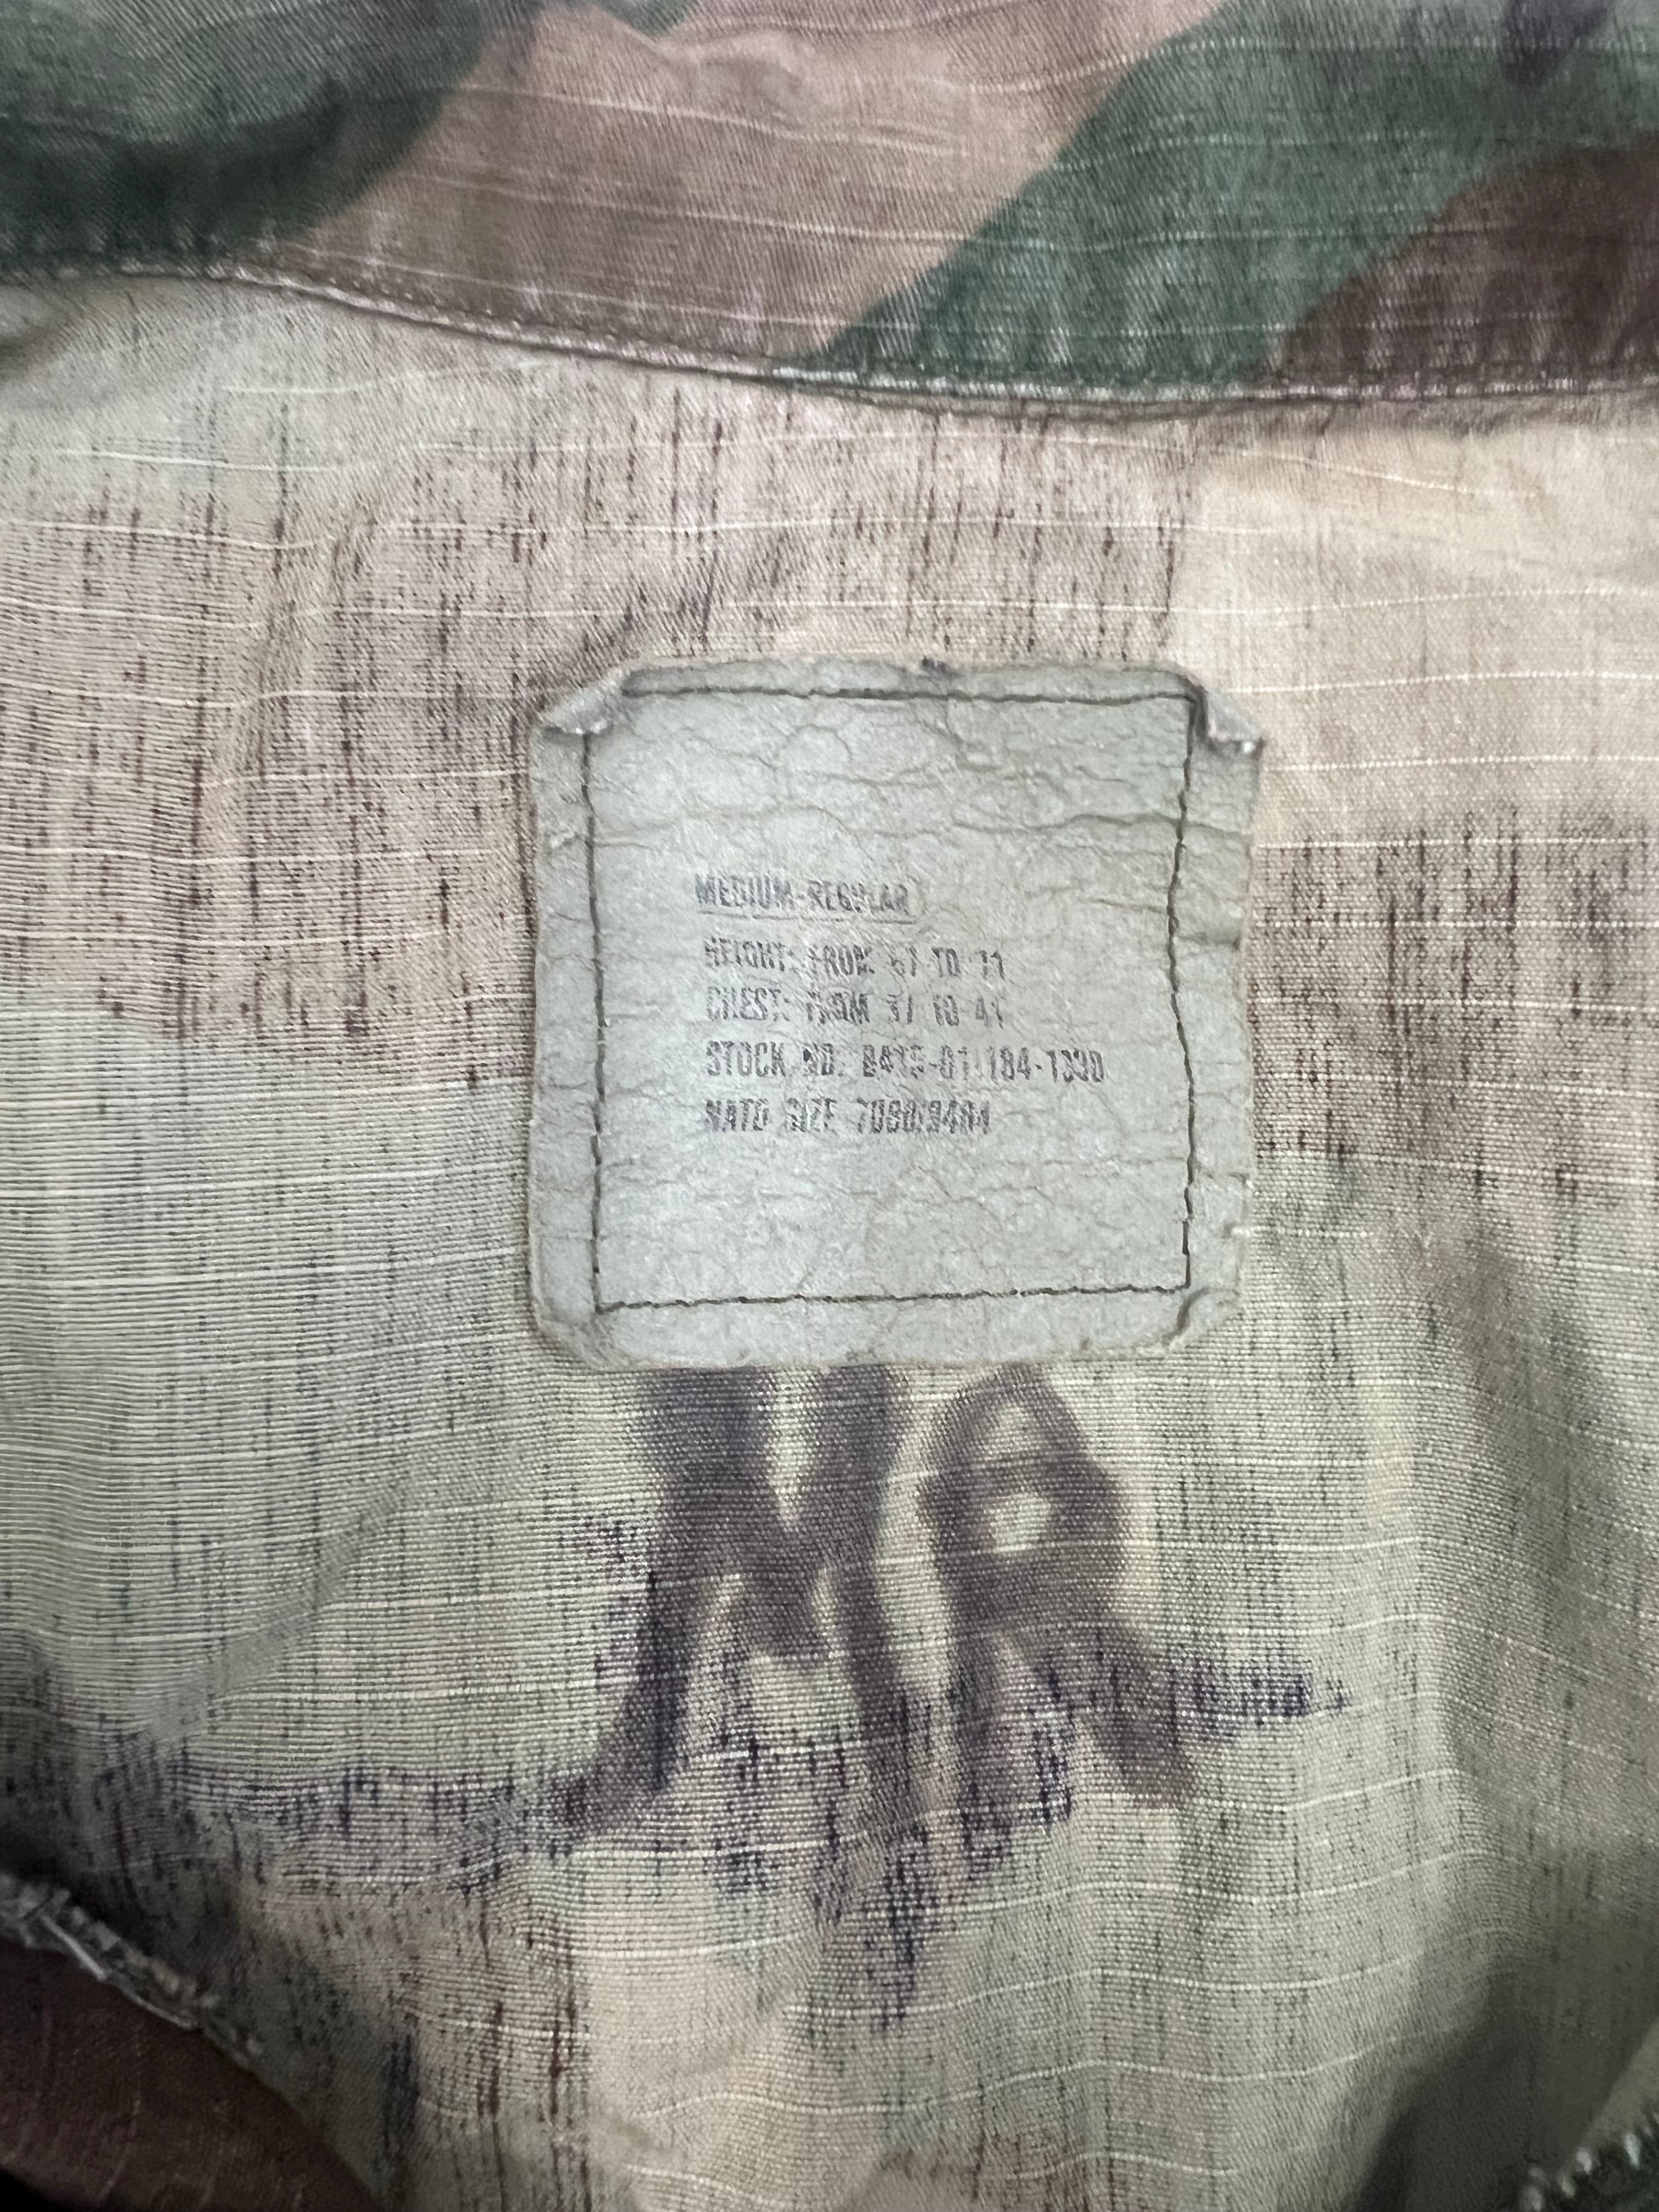 MEDIUM-REGULAR
HEIGHT: FROM 67 TO 71
CHEST: FROM 37 TO 41
STOCK NO. 8415-01-184-1330
NATO SIZE 7080/9404
MR